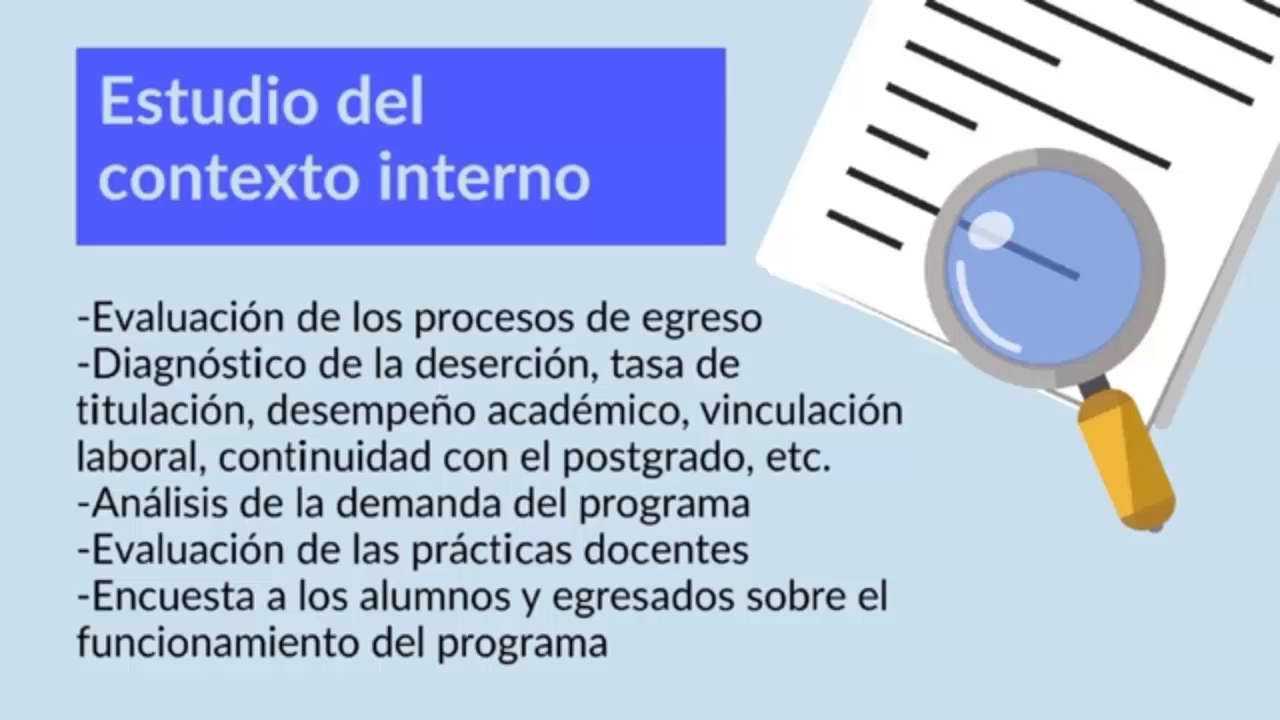 Estudio del
contexto interno
-Evaluación de los procesos de egreso
-Diagnóstico de la deserción, tasa de
titulación, desempeño académico, vinculación
laboral, continuidad con el postgrado, etc.
-Análisis de la demanda del programa
-Evaluación de las prácticas docentes
-Encuesta a los alumnos y egresados sobre el
funcionamiento del programa